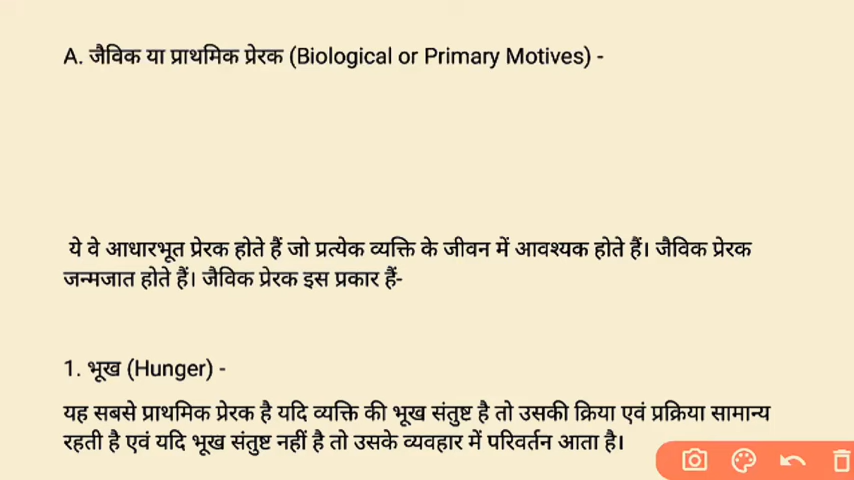 A. जैविक या प्राथमिक प्रेरक (Biological or Primary Motives) -
ये वे आधारभूत प्रेरक होते हैं जो प्रत्येक व्यक्ति के जीवन में आवश्यक होते हैं। जैविक प्रेरक
जन्मजात होते हैं। जैविक प्रेरक इस प्रकार हैं-
1. भूख (Hunger) -
यह सबसे प्राथमिक प्रेरक है यदि व्यक्ति की भूख संतुष्ट है तो उसकी क्रिया एवं प्रक्रिया सामान्य
रहती है एवं यदि भूख संतुष्ट नहीं है तो उसके व्यवहार में परिवर्तन आता है।